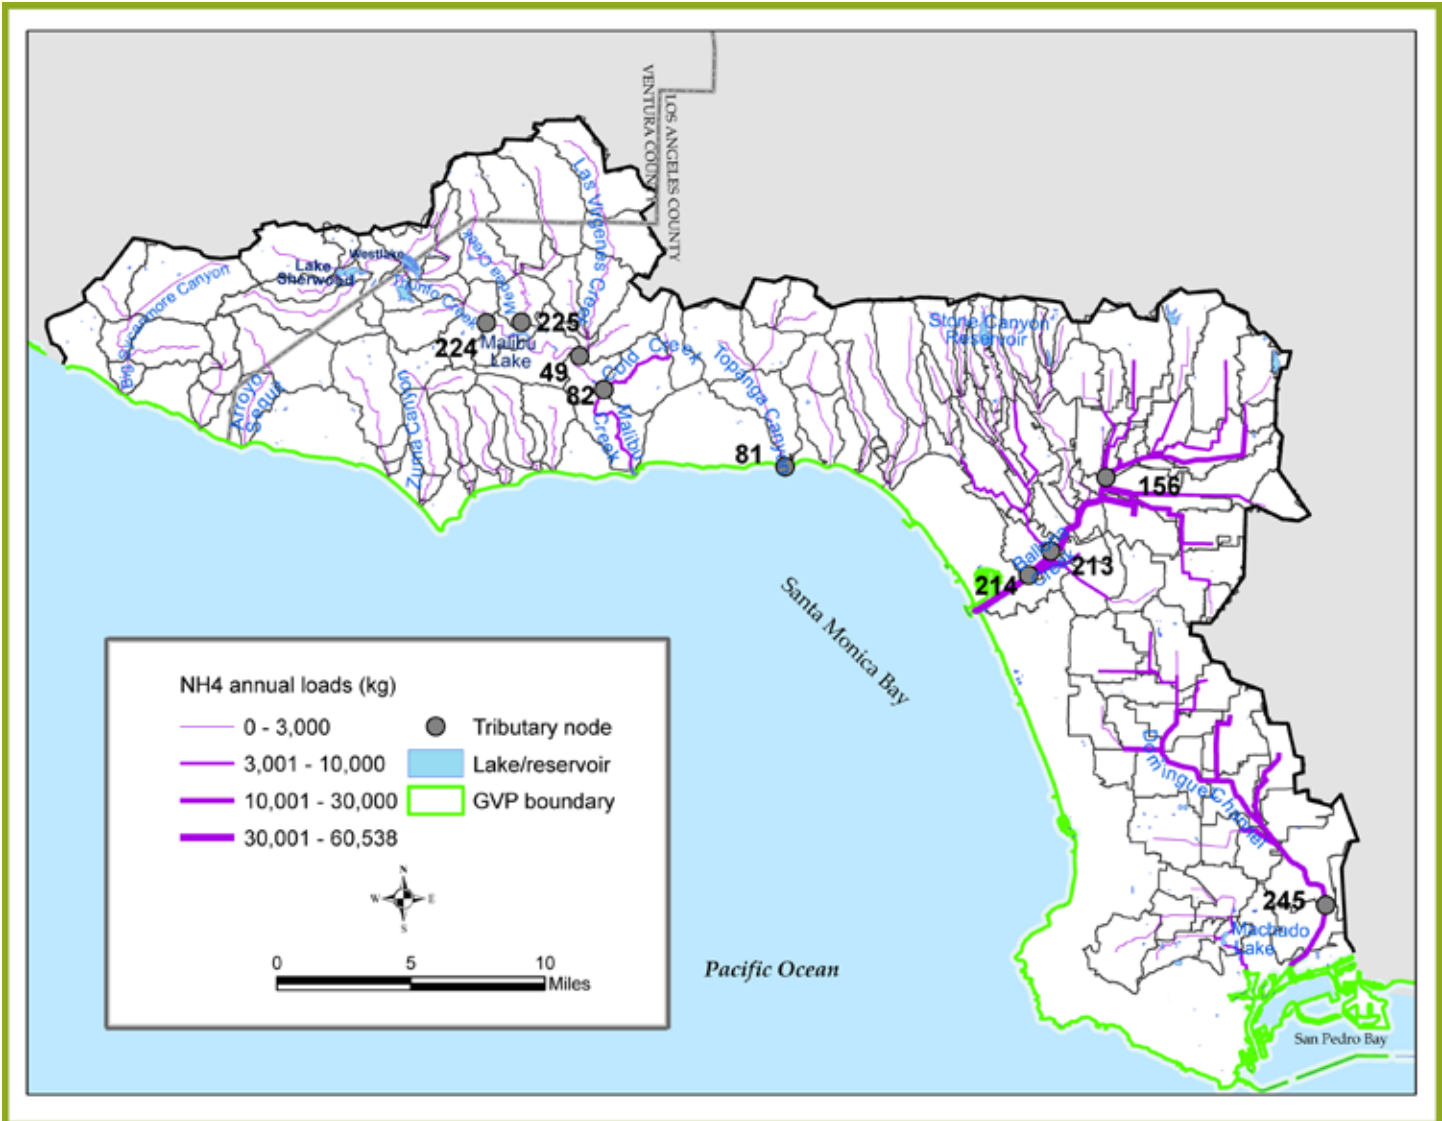 VENTURA COUNTY
LOS ANGELES COUNTY
Las Virgenes Creek
Medea Creek
Westlake
Lake
Sherwood
Big Sycamore Canyon
Triunfo Creek
225
224
Malibu
Lake
49
Cold Creek
82
Malibu
Creek
Topanga Canyon
Stone Canyon
Reservoir
Arroyo
Sequit
Zuma Canyon
81
156
Ballona
Creek
213
214
Santa Monica Bay
NH4 annual loads (kg)
0 - 3,000
3,001 - 10,000
10,001 - 30,000
30,001 - 60,538
Tributary node
Lake/reservoir
GVP boundary
N
W
E
S
0
5
10
Miles
Dominguez Channel
245
Machado
Lake
Pacific Ocean
San Pedro Bay